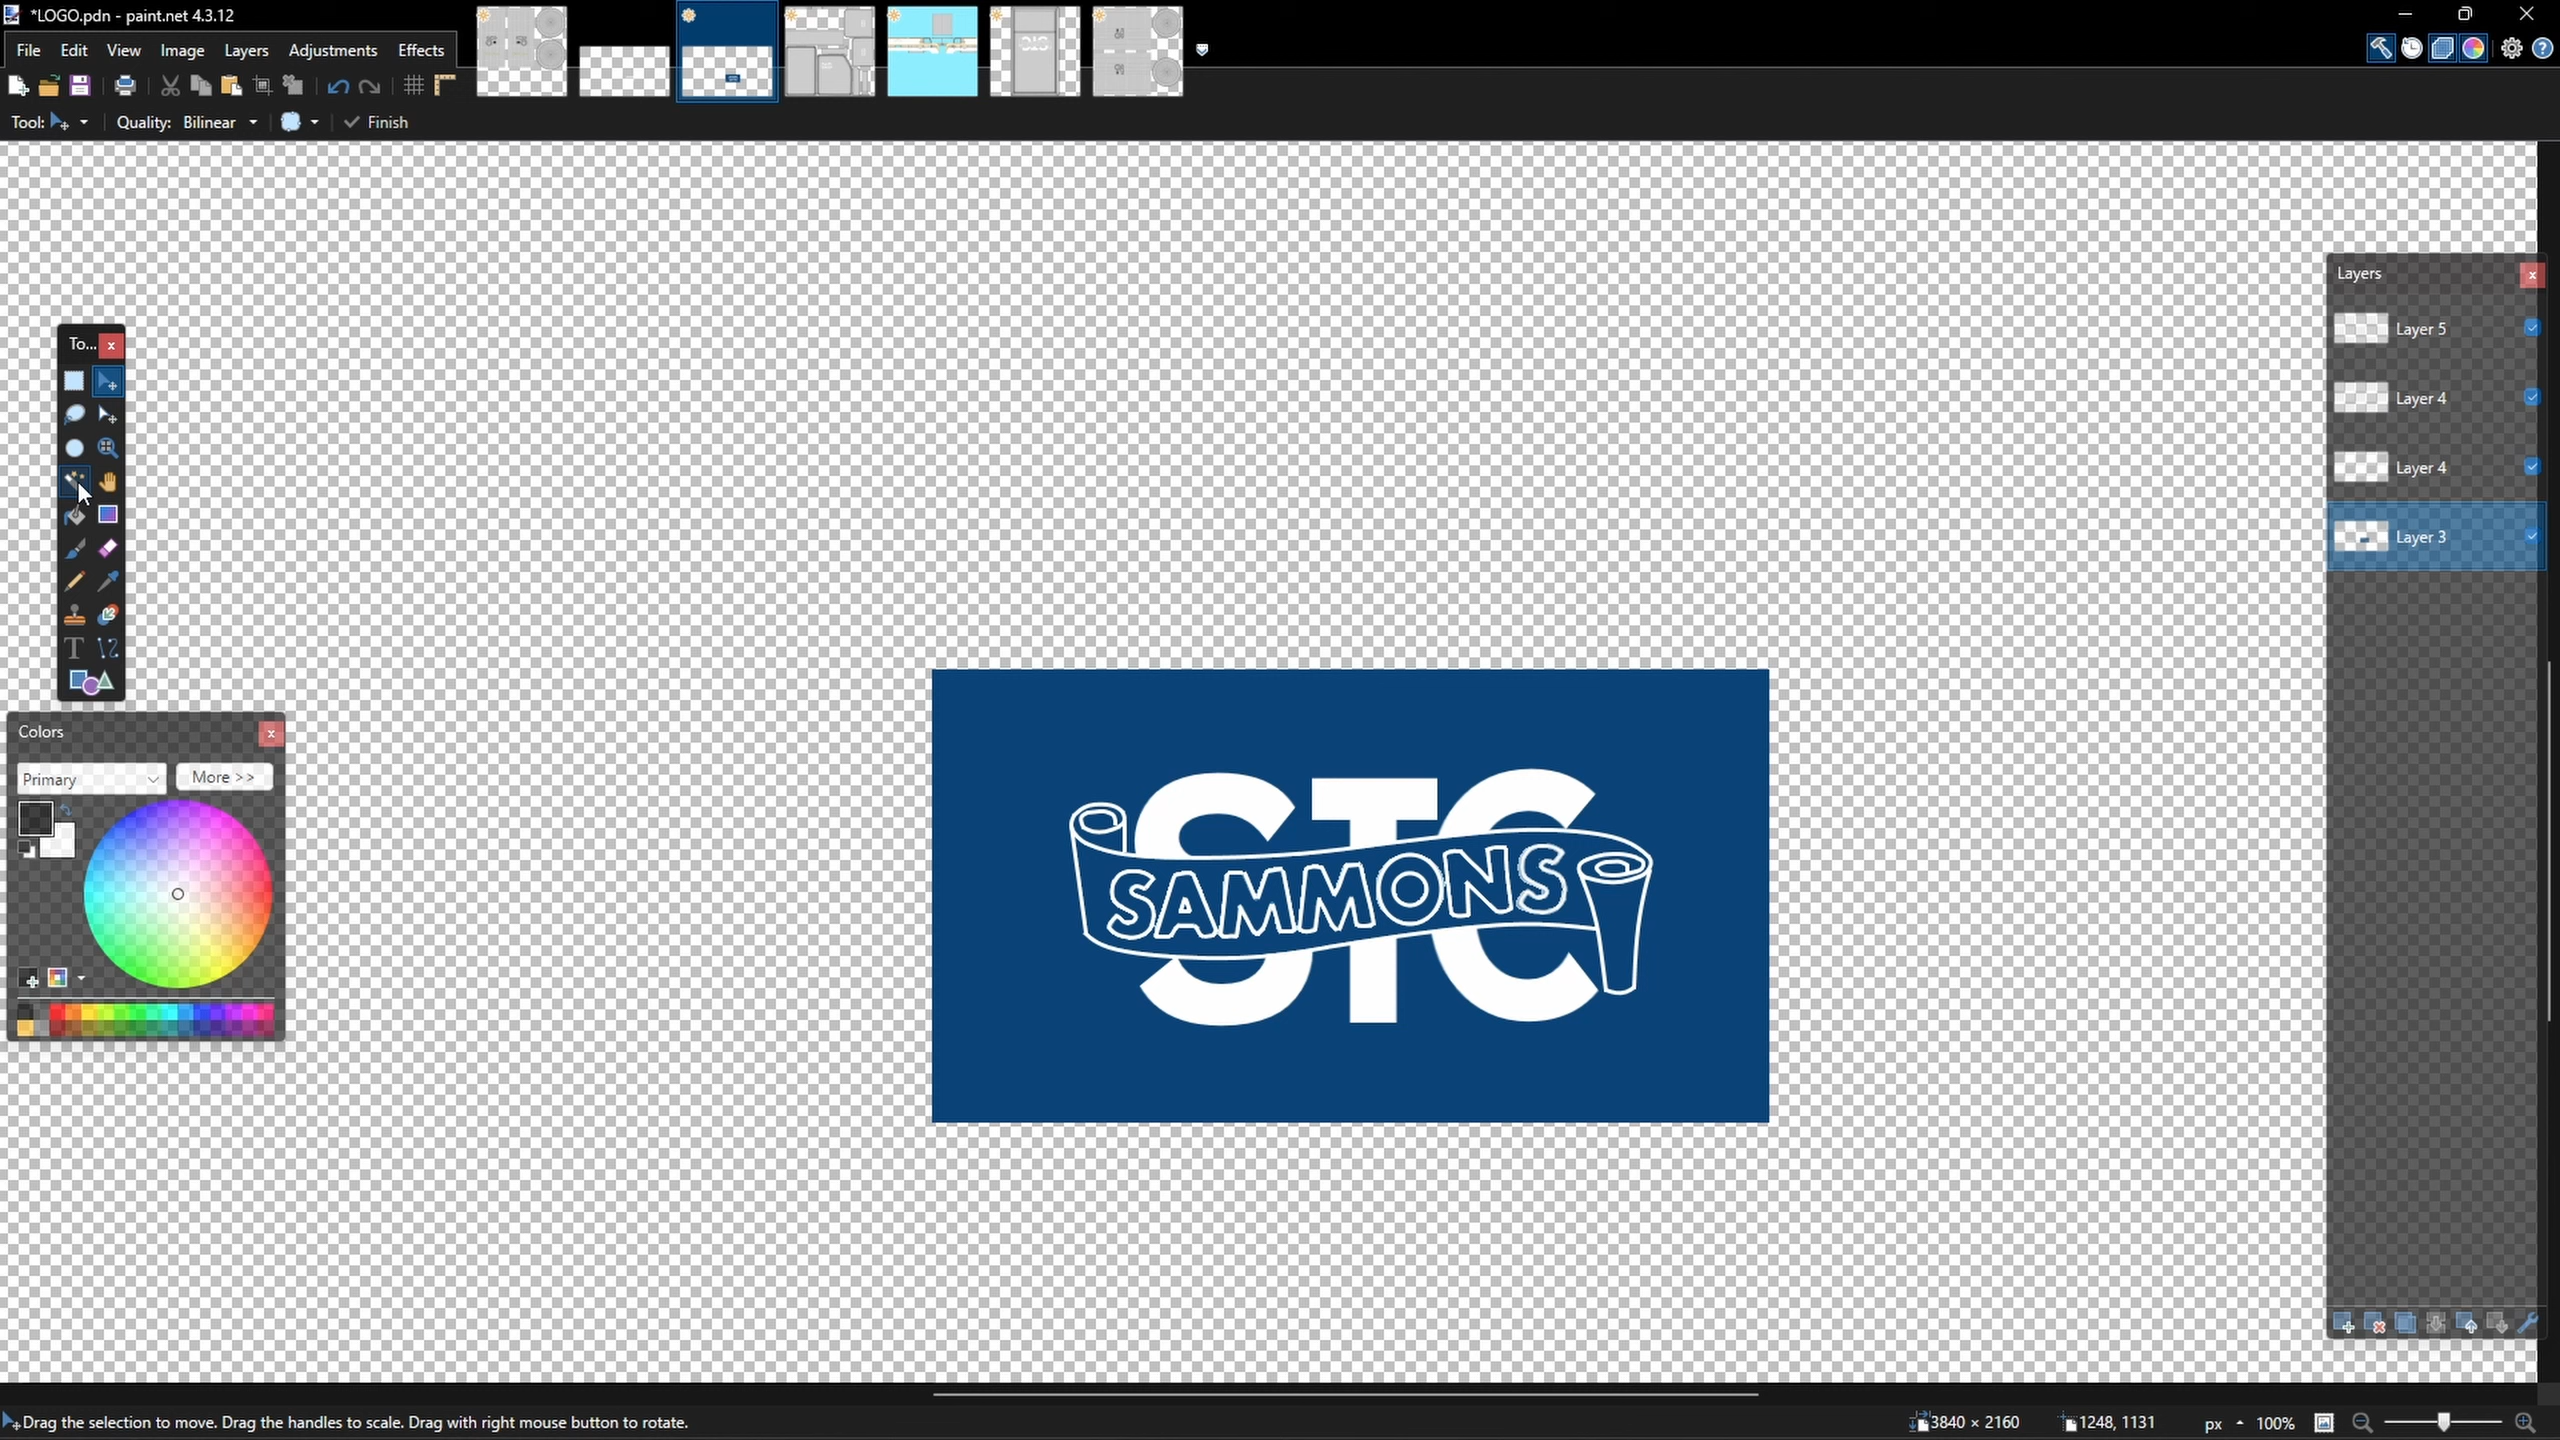 *LOGO.pdn - paint.net 4.3.12
File Edit View Image Layers Adjustments Effects
Tool: Quality: Bilinear Finish
To...
Layers
Layer 5
Layer 4
Layer 4
Layer 3
Colors
Primary More >>
STC
SAMMONS
Drag the selection to move. Drag the handles to scale. Drag with right mouse button to rotate.
3840 × 2160 1248, 1131 px 100%